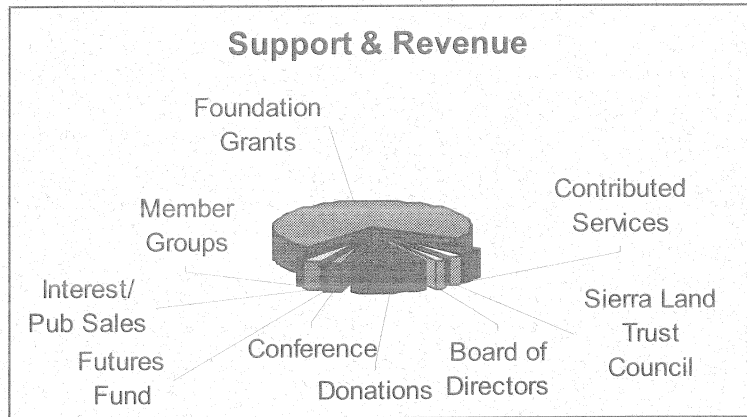 Support & Revenue
Foundation
Grants
Contributed
Services
Member
Groups
Interest/
Pub Sales
Sierra Land
Trust
Council
Futures
Fund
Conference
Donations
Board of
Directors